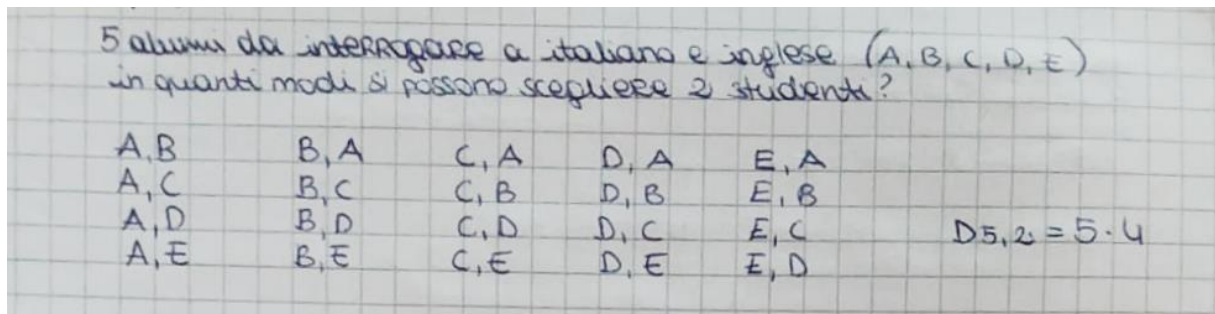 5 alunni da interrogare a italiano e inglese (A, B, C, D, E)
in quanti modi si possono scegliere 2 studenti?
A,B B,A C,A D,A E,A
A,C B,C C,B D,B E,B
A,D B,D C,D D,C E,C D5,2 = 5·4
A,E B,E C,E D,E E,D